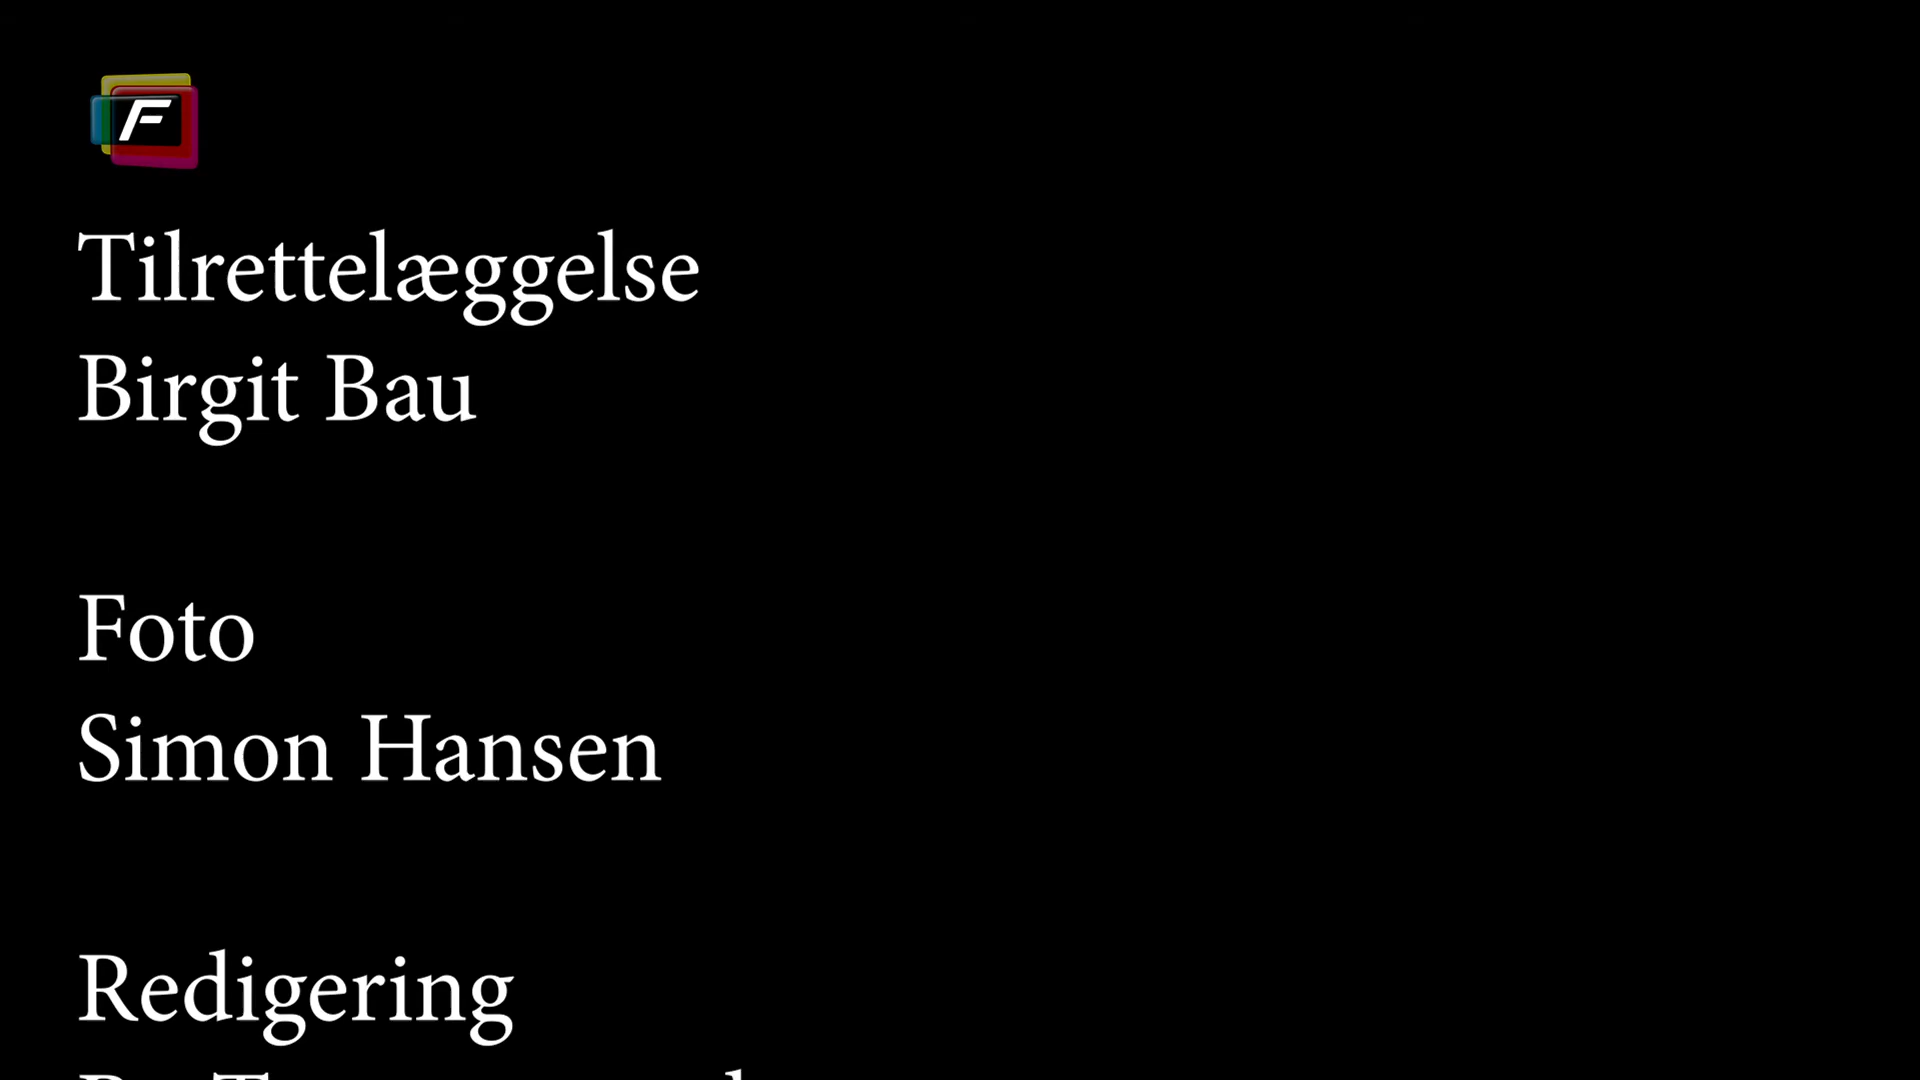 F
Tilrettelæggelse
Birgit Bau
Foto
Simon Hansen
Redigering